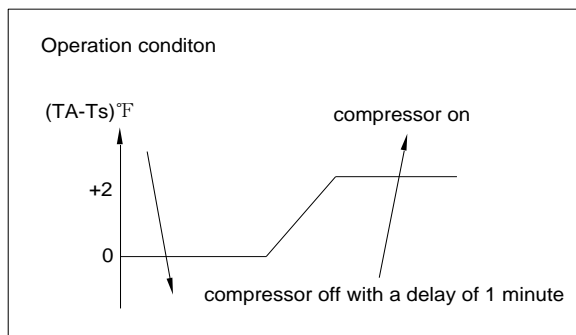 Operation conditon
(TA-Ts)℉
compressor on
+2
0
compressor off with a delay of 1 minute